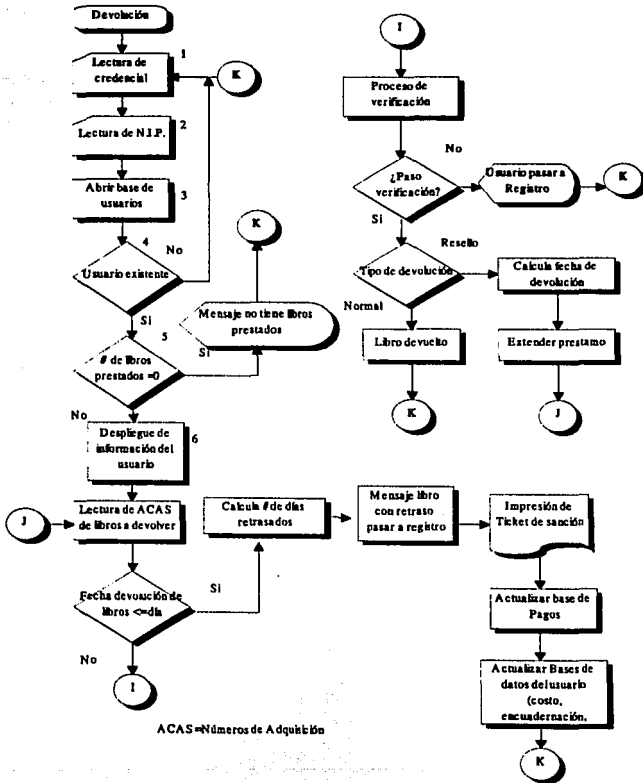 Devolución
1
Lectura de
credencial
K
2
Lectura de N.I.P.
Abrir base de
usuarios
3
4
Usuario existente
No
Si
5
# de libros
prestados =0
Si
Mensaje no tiene libros
prestados
K
No
Despliegue de
información del
usuario
6
J
Lectura de ACAS
de libros a devolver
Fecha devoución de
libros <=día
Si
No
I
Calcula # de días
retrasados
Mensaje libro
con retraso
pasar a registro
Impresión de
Ticket de sanción
Actualizar base de
Pagos
Actualizar Bases de
datos del usuario
(costo,
encuadernación,
K
I
Proceso de
verificación
¿Paso
verificación?
No
Usuario pasar a
Registro
K
Si
Tipo de devolución
Resello
Calcula fecha de
devolución
Normal
Libro devuelto
Extender prestamo
K
J
ACAS=Números de Adquisición